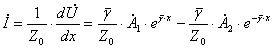 İ = 1/Z₀ · dU̇/dx = γ̅/Z₀ · Ȧ₁ · e^(γ̅·x) − γ̅/Z₀ · Ȧ₂ · e^(−γ̅·x)